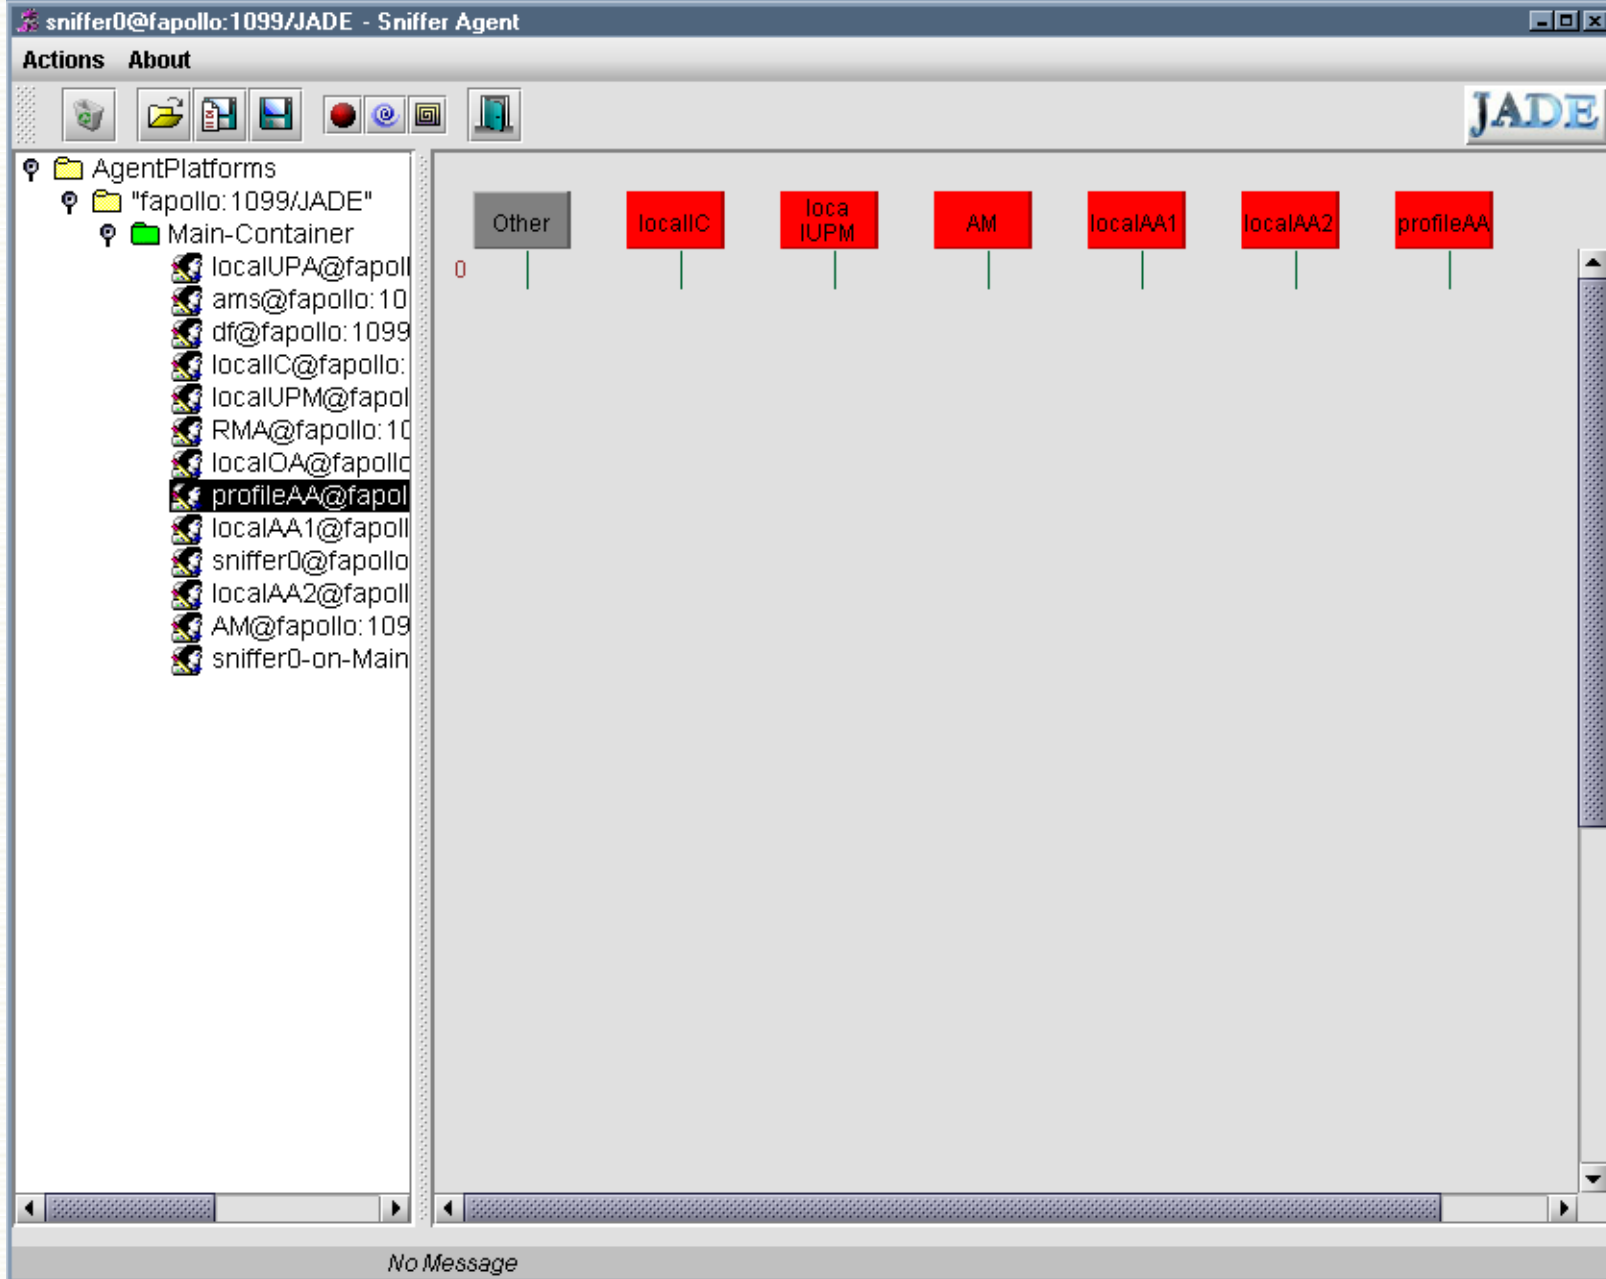 sniffer0@fapollo:1099/JADE - Sniffer Agent
Actions About
JADE
AgentPlatforms
"fapollo:1099/JADE"
Main-Container
localUPA@fapoll
ams@fapollo:10
df@fapollo:1099
localIC@fapollo:
localUPM@fapol
RMA@fapollo:10
localOA@fapollo
profileAA@fapol
localAA1@fapoll
sniffer0@fapollo
localAA2@fapoll
AM@fapollo:109
sniffer0-on-Main
Other
localIC
loca
lUPM
AM
localAA1
localAA2
profileAA
0
No Message